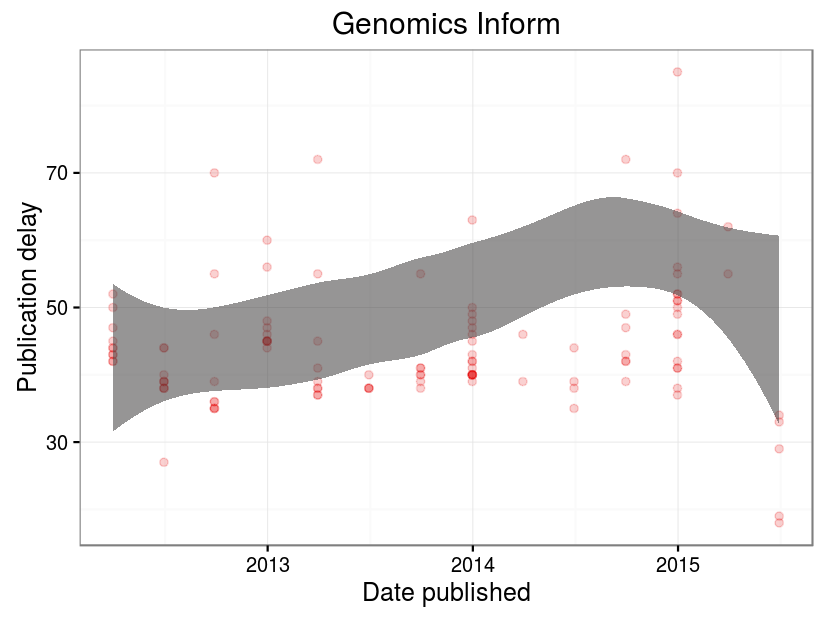 Genomics Inform
Publication delay
70
50
30
2013 2014 2015
Date published